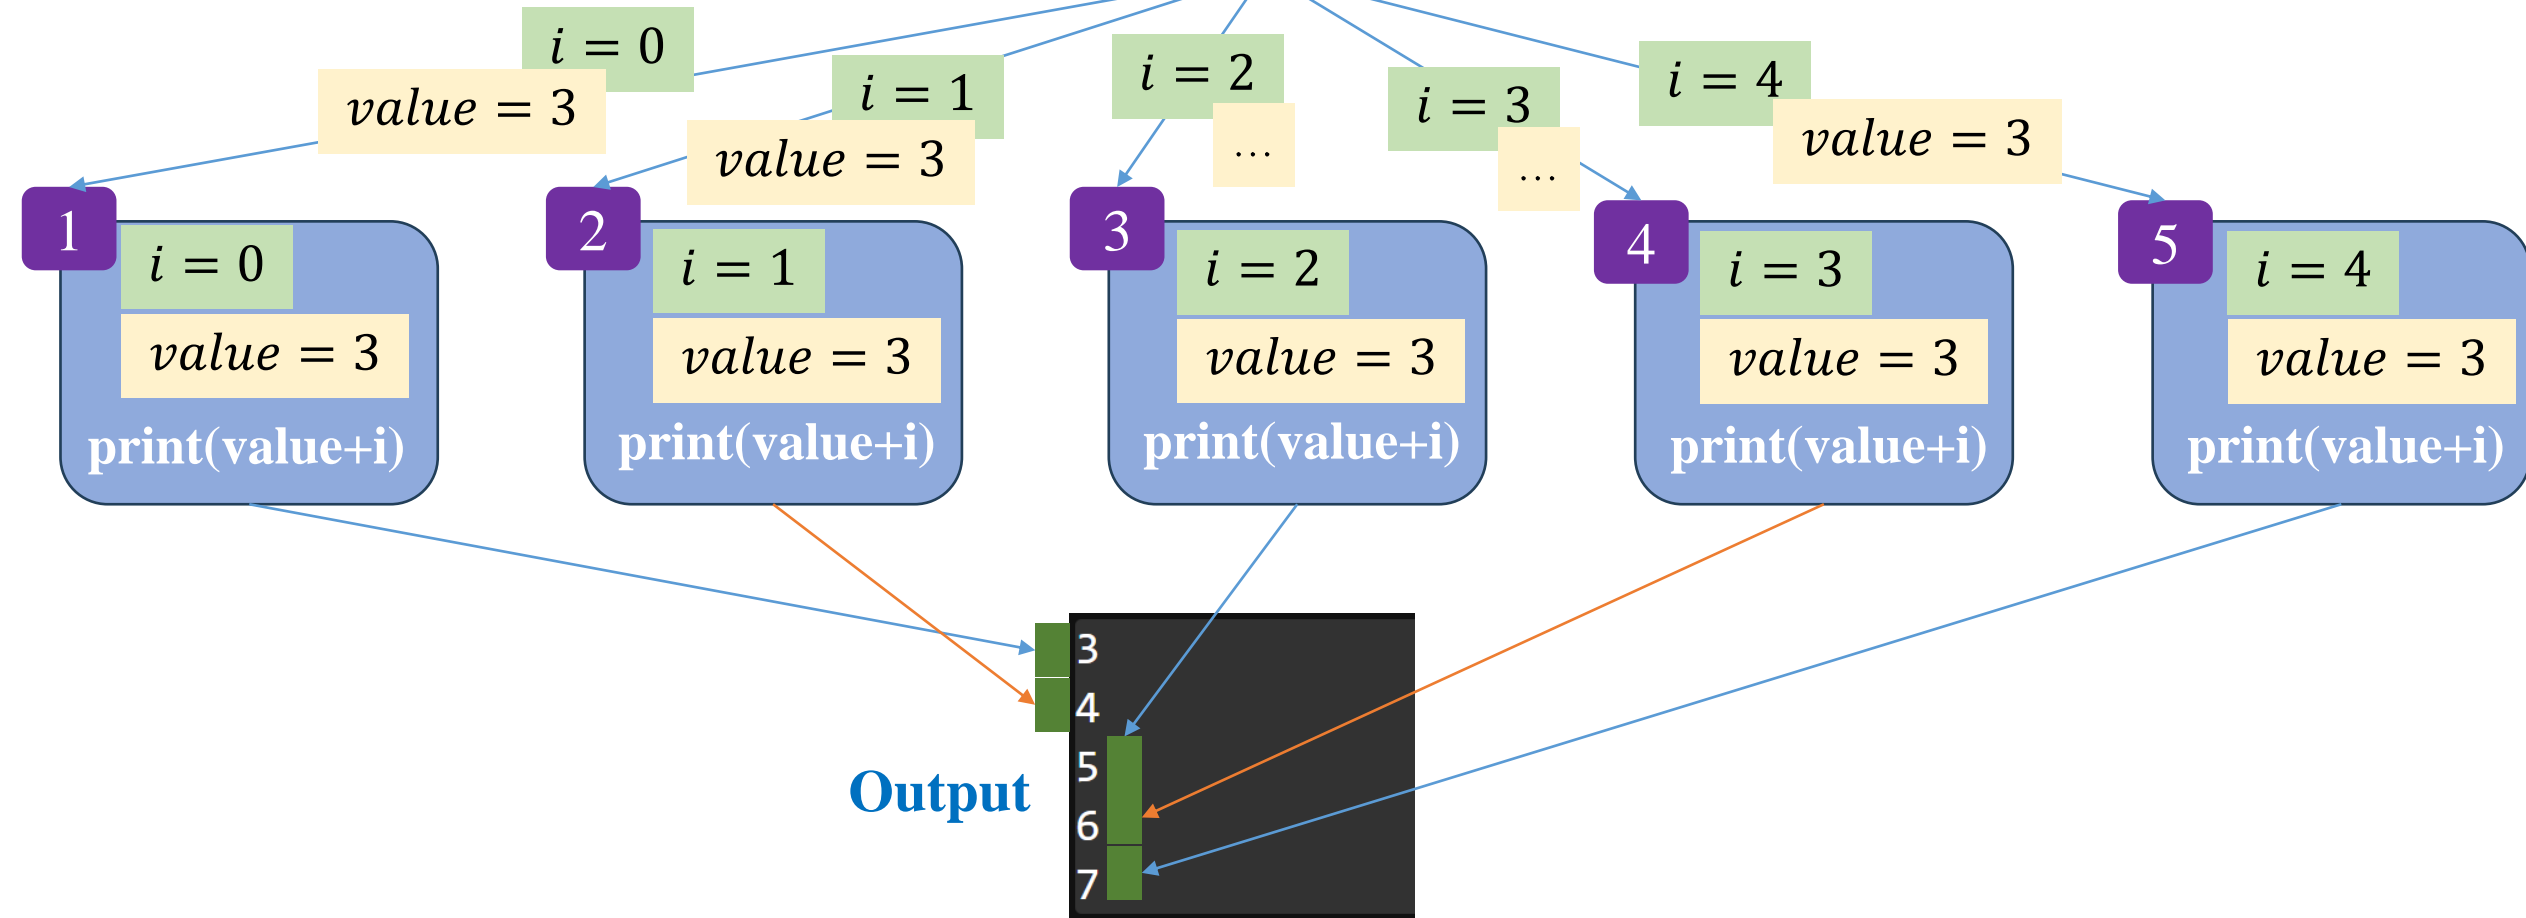 i = 0
value = 3
i = 1
value = 3
i = 2
...
i = 3
...
i = 4
value = 3
1
i = 0
value = 3
print(value+i)
2
i = 1
value = 3
print(value+i)
3
i = 2
value = 3
print(value+i)
4
i = 3
value = 3
print(value+i)
5
i = 4
value = 3
print(value+i)
Output
3
4
5
6
7